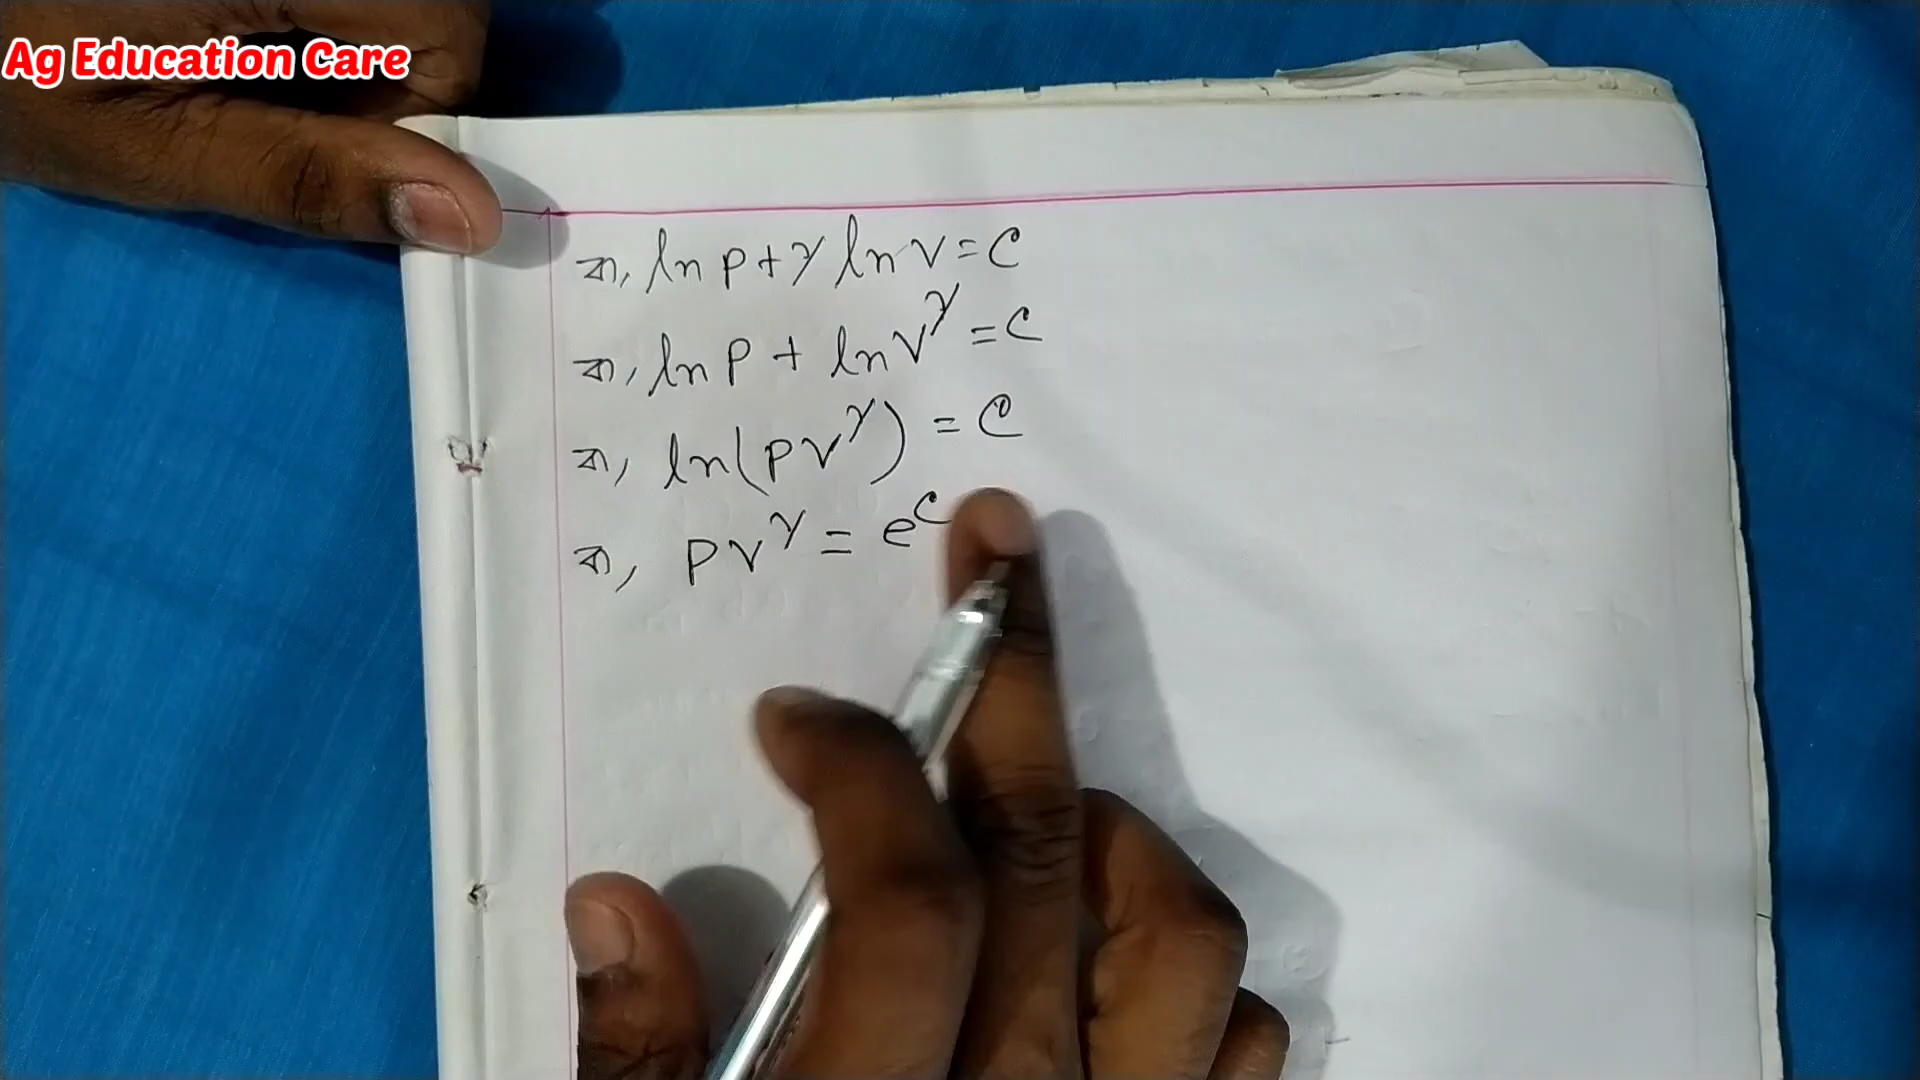 Ag Education Care
বা, ln P + γ ln V = C
বা, ln P + ln V^γ = C
বা, ln(PV^γ) = C
বা, PV^γ = e^C